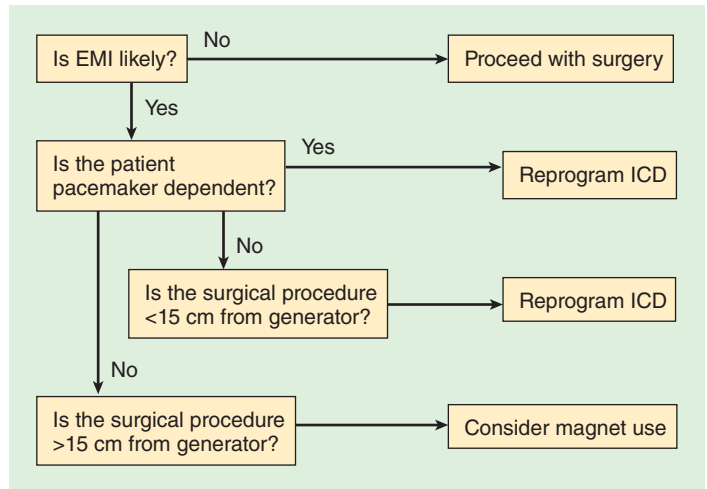 Is EMI likely?
No
Proceed with surgery
Yes
Is the patient
pacemaker dependent?
Yes
Reprogram ICD
No
Is the surgical procedure
<15 cm from generator?
Reprogram ICD
No
Is the surgical procedure
>15 cm from generator?
Consider magnet use